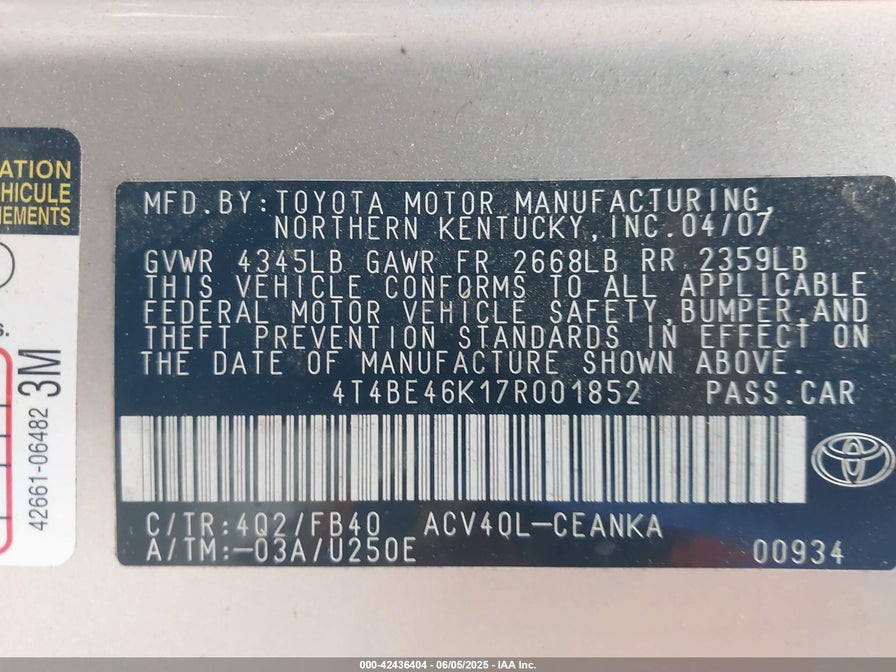 ATION
EHICULE
NEMENTS
s.
3M
42661-06482
MFD.BY:TOYOTA MOTOR MANUFACTURING,
NORTHERN KENTUCKY,INC.04/07
GVWR 4345LB GAWR FR 2668LB RR 2359LB
THIS VEHICLE CONFORMS TO ALL APPLICABLE
FEDERAL MOTOR VEHICLE SAFETY,BUMPER,AND
THEFT PREVENTION STANDARDS IN EFFECT ON
THE DATE OF MANUFACTURE SHOWN ABOVE.
4T4BE46K17R001852 PASS.CAR
C/TR:4Q2/FB40 ACV40L-CEANKA
A/TM:-03A/U250E 00934
000-42436404 - 06/05/2025 - IAA Inc.